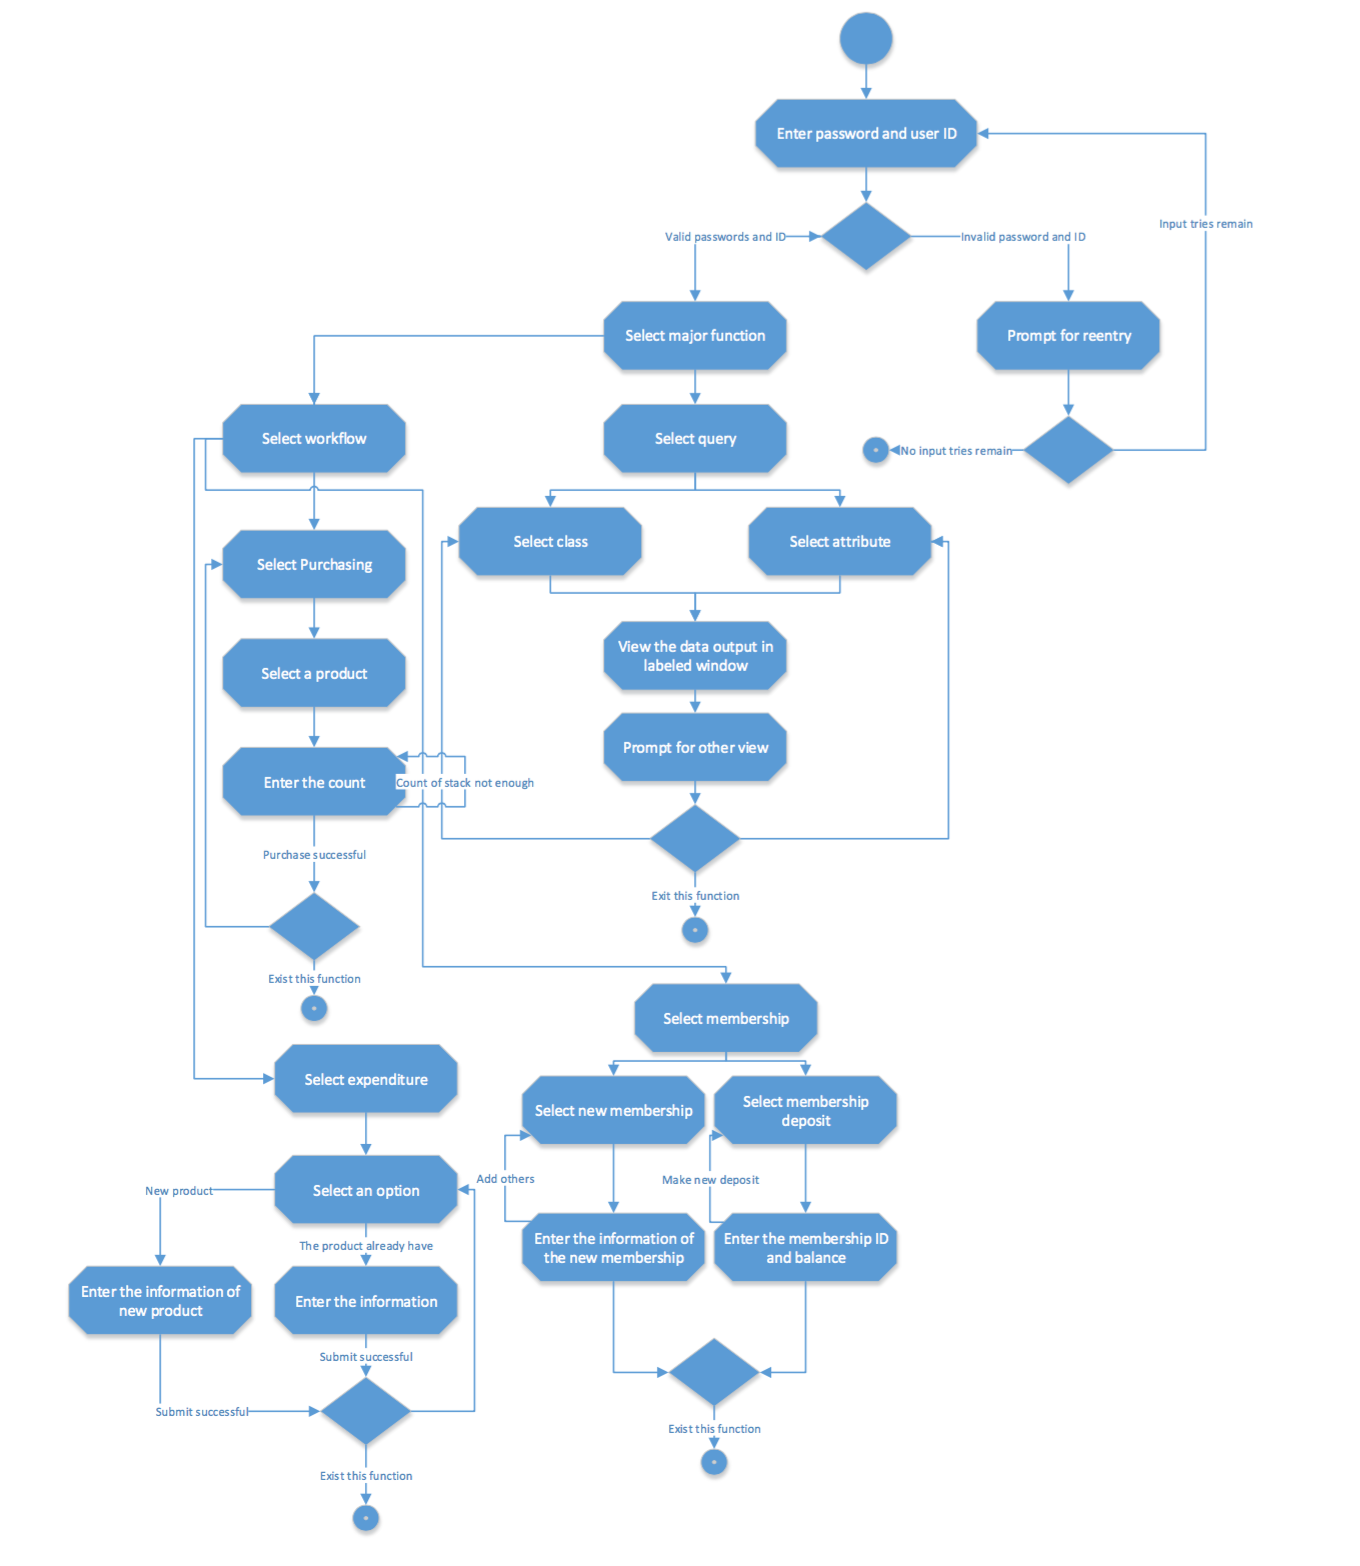 Enter password and user ID
Input tries remain
Valid passwords and ID
Invalid password and ID
Select major function
Prompt for reentry
Select workflow
Select query
No input tries remain
Select class
Select attribute
Select Purchasing
View the data output in
labeled window
Select a product
Prompt for other view
Enter the count
Count of stack not enough
Purchase successful
Exit this function
Exist this function
Select membership
Select expenditure
Select new membership
Select membership
deposit
Add others
Make new deposit
New product
Select an option
The product already have
Enter the information of
the new membership
Enter the membership ID
and balance
Enter the information of
new product
Enter the information
Submit successful
Submit successful
Exist this function
Exist this function